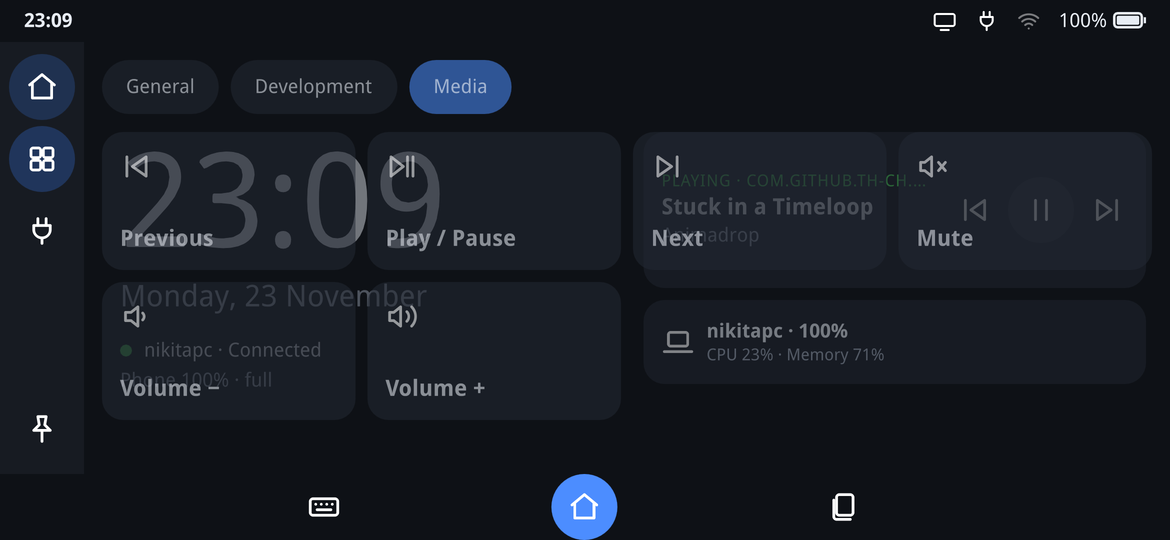 23:09
100%
General
Development
Media
23:09
Previous
Play / Pause
PLAYING · COM.GITHUB.TH-CH....
Stuck in a Timeloop
Next
Mute
Monday, 23 November
nikitapc · Connected
Phone 100% · full
Volume –
Volume +
nikitapc · 100%
CPU 23% · Memory 71%